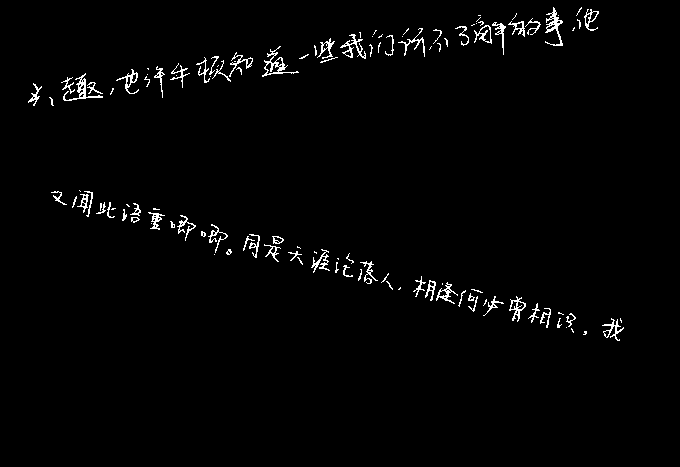 兴趣，也许牛顿知道一些我们所不了解的事，他
又闻此语重唧唧。同是天涯沦落人，相逢何必曾相识。我